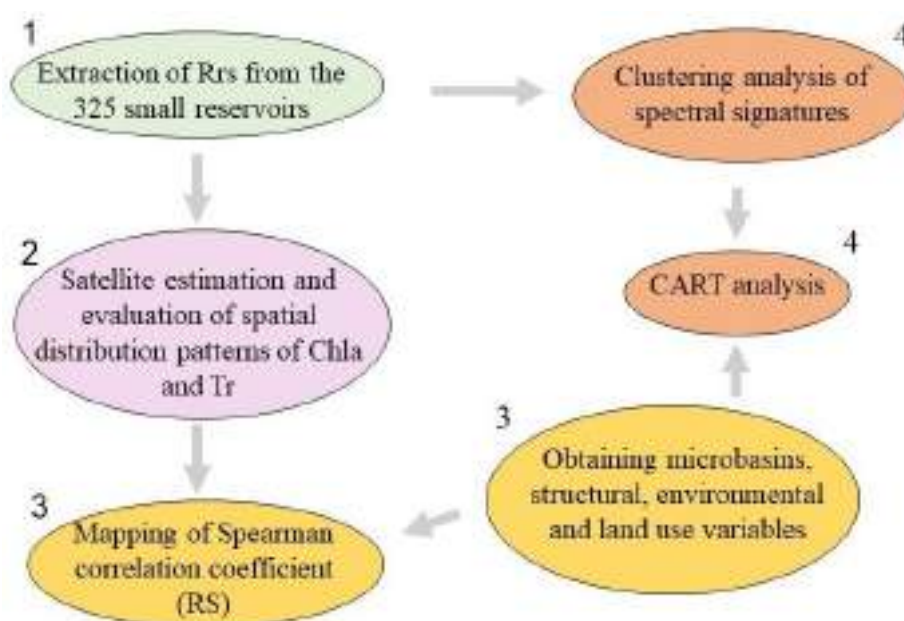 1
Extraction of Rrs from the
325 small reservoirs
4
Clustering analysis of
spectral signatures
2
Satellite estimation and
evaluation of spatial
distribution patterns of Chla
and Tr
4
CART analysis
3
Obtaining microbasins,
structural, environmental
and land use variables
3
Mapping of Spearman
correlation coefficient
(RS)